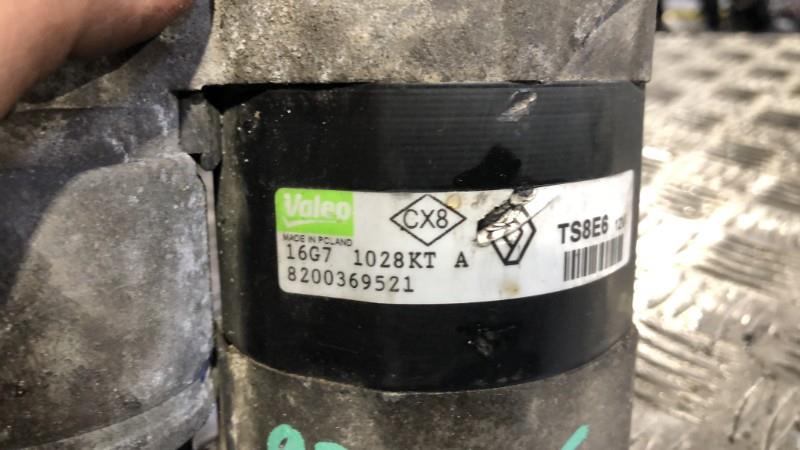 Valeo
MADE IN POLAND
CX8
TS8E6
16G7 1028KT A
8200369521